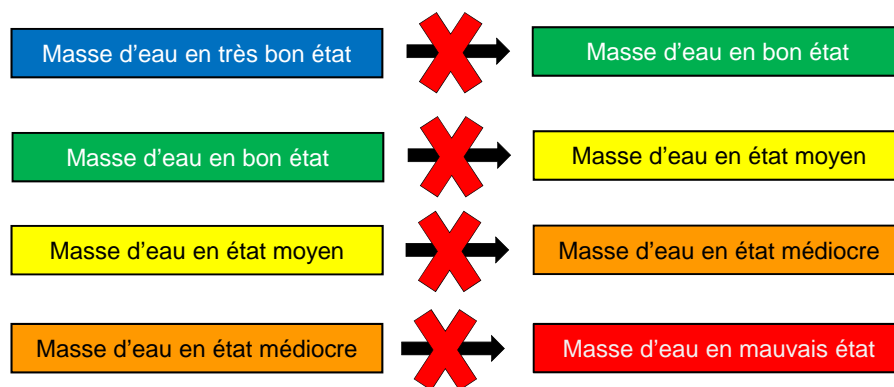 Masse d'eau en très bon état
Masse d'eau en bon état
Masse d'eau en bon état
Masse d'eau en état moyen
Masse d'eau en état moyen
Masse d'eau en état médiocre
Masse d'eau en état médiocre
Masse d'eau en mauvais état